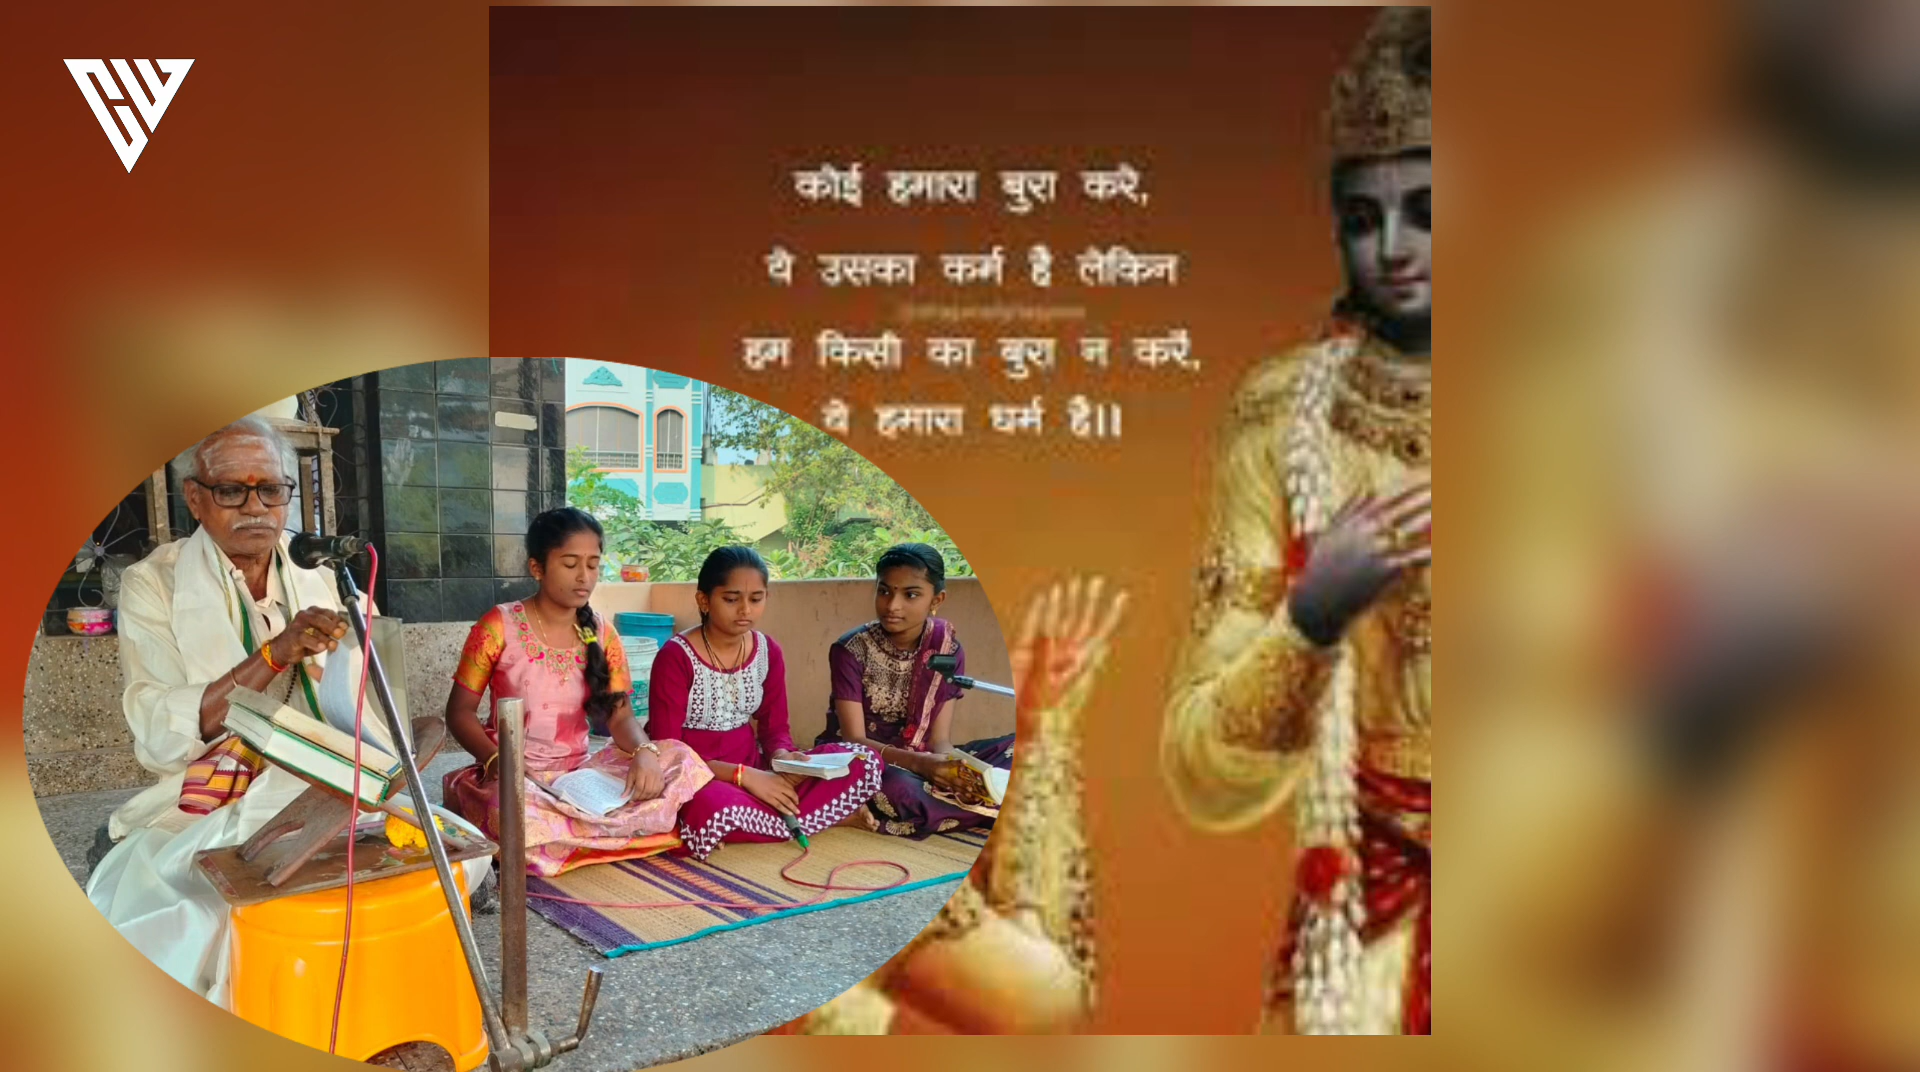 कोई हमारा बुरा करे,
ये उसका कर्म है लेकिन
हम किसी का बुरा न करें,
ये हमारा धर्म है।।